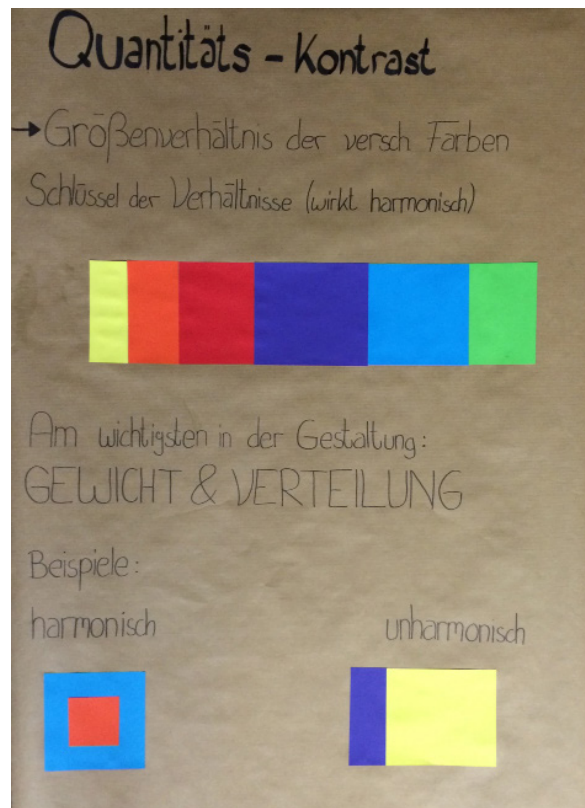 Quantitäts - Kontrast
→ Größenverhältnis der versch Farben
Schlüssel der Verhältnisse (wirkt harmonisch)
Am wichtigsten in der Gestaltung:
GEWICHT & VERTEILUNG
Beispiele:
harmonisch
unharmonisch